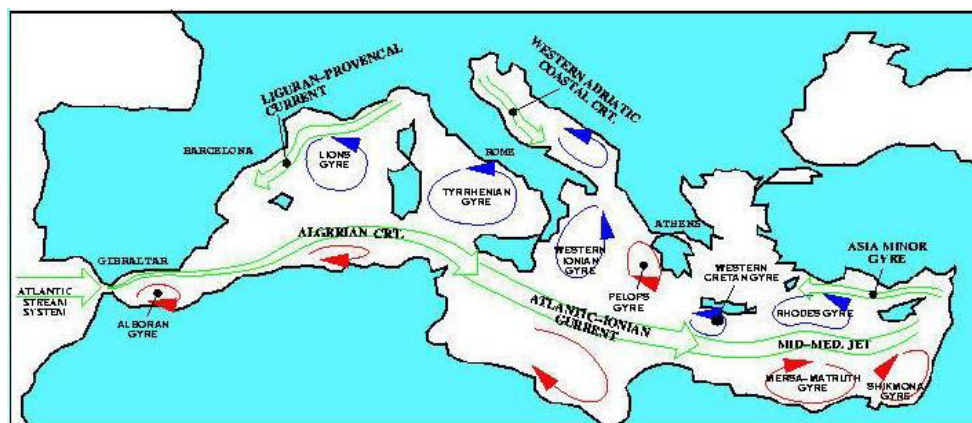 LIGURAN-PROVENCAL
CURRENT
WESTERN ADRIATIC
COASTAL CRT.
BARCELONA
LIONS
GYRE
ROME
TYRRHENIAN
GYRE
ATHENS
ALGERIAN CRT.
WESTERN
IONIAN
GYRE
ASIA MINOR
GYRE
GIBRALTAR
WESTERN
CRETAN GYRE
ATLANTIC
STREAM
SYSTEM
PELOPS
GYRE
RHODES GYRE
ALBORAN
GYRE
ATLANTIC-IONIAN
CURRENT
MID-MED. JET
MERSA-MATRUTH
GYRE
SHIKMONA
GYRE